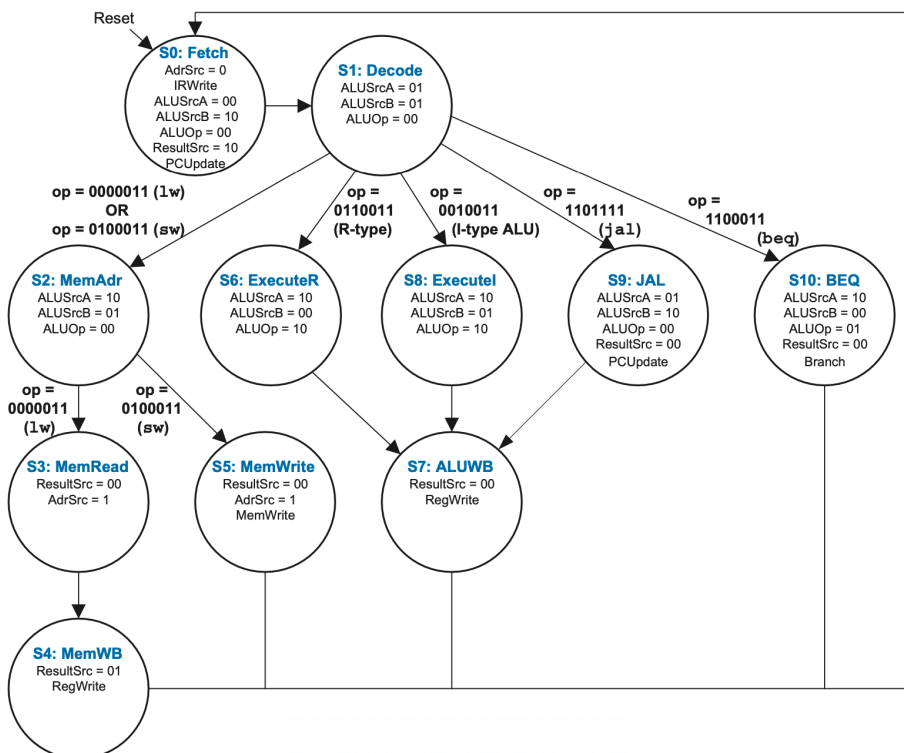 Reset
S0: Fetch
AdrSrc = 0
IRWrite
ALUSrcA = 00
ALUSrcB = 10
ALUOp = 00
ResultSrc = 10
PCUpdate
S1: Decode
ALUSrcA = 01
ALUSrcB = 01
ALUOp = 00
op = 0000011 (lw)
OR
op = 0100011 (sw)
op =
0110011
(R-type)
op =
0010011
(I-type ALU)
op =
1101111
(jal)
op =
1100011
(beq)
S2: MemAdr
ALUSrcA = 10
ALUSrcB = 01
ALUOp = 00
S6: ExecuteR
ALUSrcA = 10
ALUSrcB = 00
ALUOp = 10
S8: ExecuteI
ALUSrcA = 10
ALUSrcB = 01
ALUOp = 10
S9: JAL
ALUSrcA = 01
ALUSrcB = 10
ALUOp = 00
ResultSrc = 00
PCUpdate
S10: BEQ
ALUSrcA = 10
ALUSrcB = 00
ALUOp = 01
ResultSrc = 00
Branch
op =
0000011
(lw)
op =
0100011
(sw)
S3: MemRead
ResultSrc = 00
AdrSrc = 1
S5: MemWrite
ResultSrc = 00
AdrSrc = 1
MemWrite
S7: ALUWB
ResultSrc = 00
RegWrite
S4: MemWB
ResultSrc = 01
RegWrite